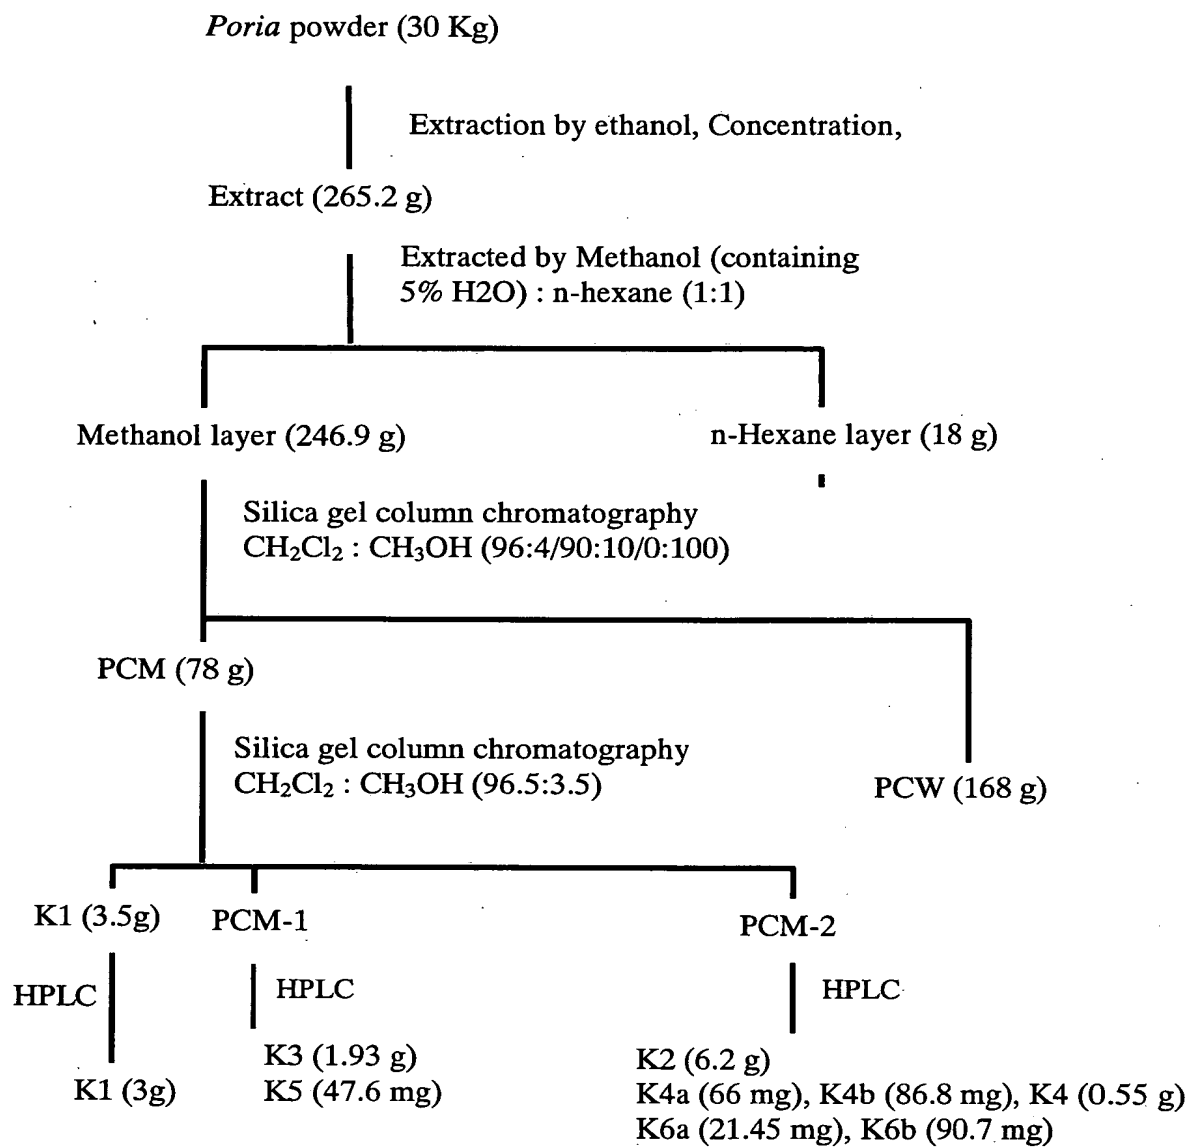 Poria powder (30 Kg)
Extraction by ethanol, Concentration,
Extract (265.2 g)
Extracted by Methanol (containing
5% H2O) : n-hexane (1:1)
Methanol layer (246.9 g)
n-Hexane layer (18 g)
Silica gel column chromatography
CH₂Cl₂ : CH₃OH (96:4/90:10/0:100)
PCM (78 g)
Silica gel column chromatography
CH₂Cl₂ : CH₃OH (96.5:3.5)
PCW (168 g)
K1 (3.5g)
PCM-1
PCM-2
HPLC
HPLC
HPLC
K1 (3g)
K3 (1.93 g)
K5 (47.6 mg)
K2 (6.2 g)
K4a (66 mg), K4b (86.8 mg), K4 (0.55 g)
K6a (21.45 mg), K6b (90.7 mg)